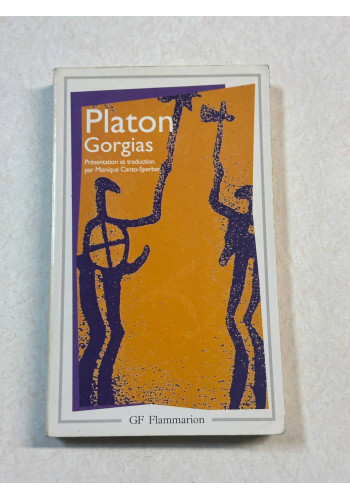 Platon
Gorgias
Présentation et traduction
par Monique Canto-Sperber
GF Flammarion